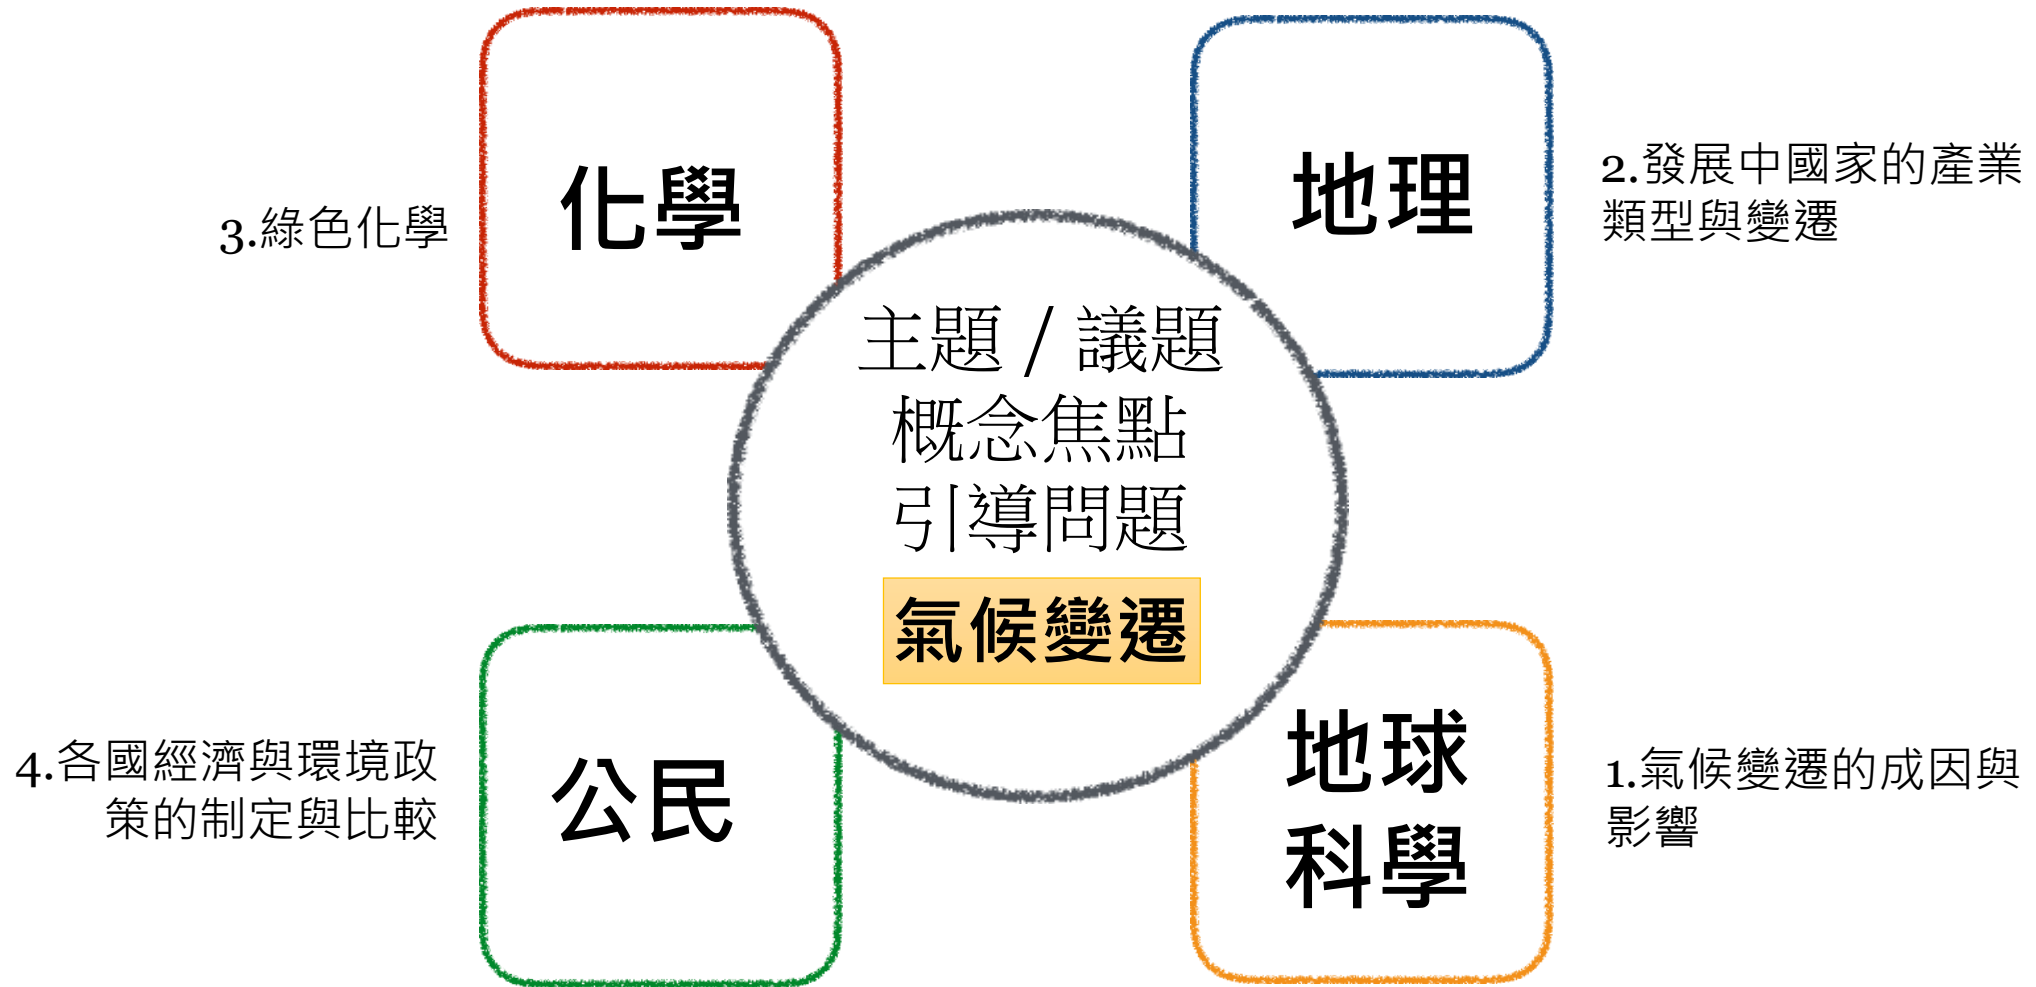 化學
地理
2.發展中國家的產業
類型與變遷
3.綠色化學
主題 / 議題
概念焦點
引導問題
氣候變遷
公民
4.各國經濟與環境政
策的制定與比較
地球
科學
1.氣候變遷的成因與
影響